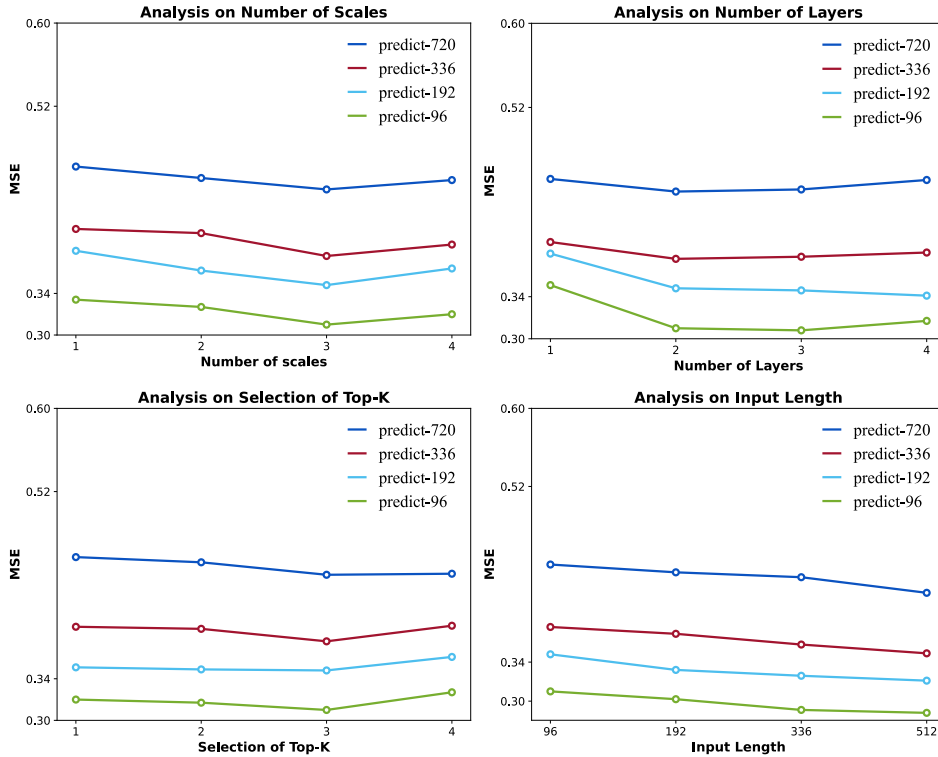 Analysis on Number of Scales
0.60
0.52
0.34
0.30
MSE
predict-720
predict-336
predict-192
predict-96
1 2 3 4
Number of scales
Analysis on Number of Layers
0.60
0.52
0.34
0.30
MSE
predict-720
predict-336
predict-192
predict-96
1 2 3 4
Number of Layers
Analysis on Selection of Top-K
0.60
0.52
0.34
0.30
MSE
predict-720
predict-336
predict-192
predict-96
1 2 3 4
Selection of Top-K
Analysis on Input Length
0.60
0.52
0.34
0.30
MSE
predict-720
predict-336
predict-192
predict-96
96 192 336 512
Input Length